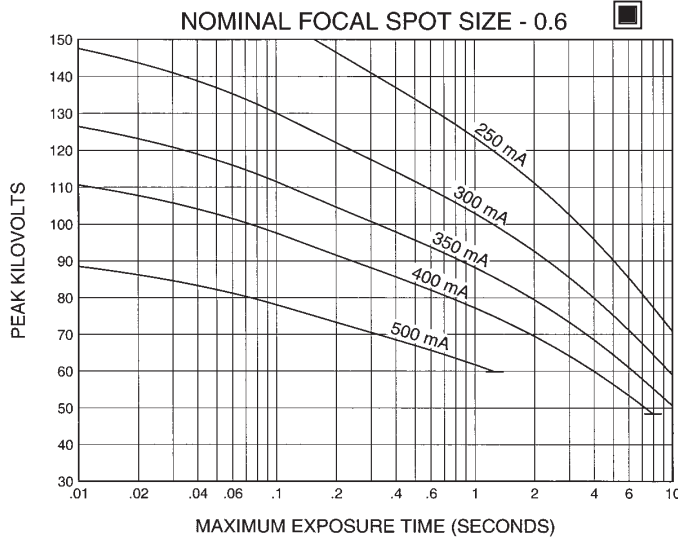 NOMINAL FOCAL SPOT SIZE - 0.6
150
140
130
120
110
100
90
80
70
60
50
40
30
PEAK KILOVOLTS
250 mA
300 mA
350 mA
400 mA
500 mA
.01 .02 .04 .06 .1 .2 .4 .6 1 2 4 6 10
MAXIMUM EXPOSURE TIME (SECONDS)